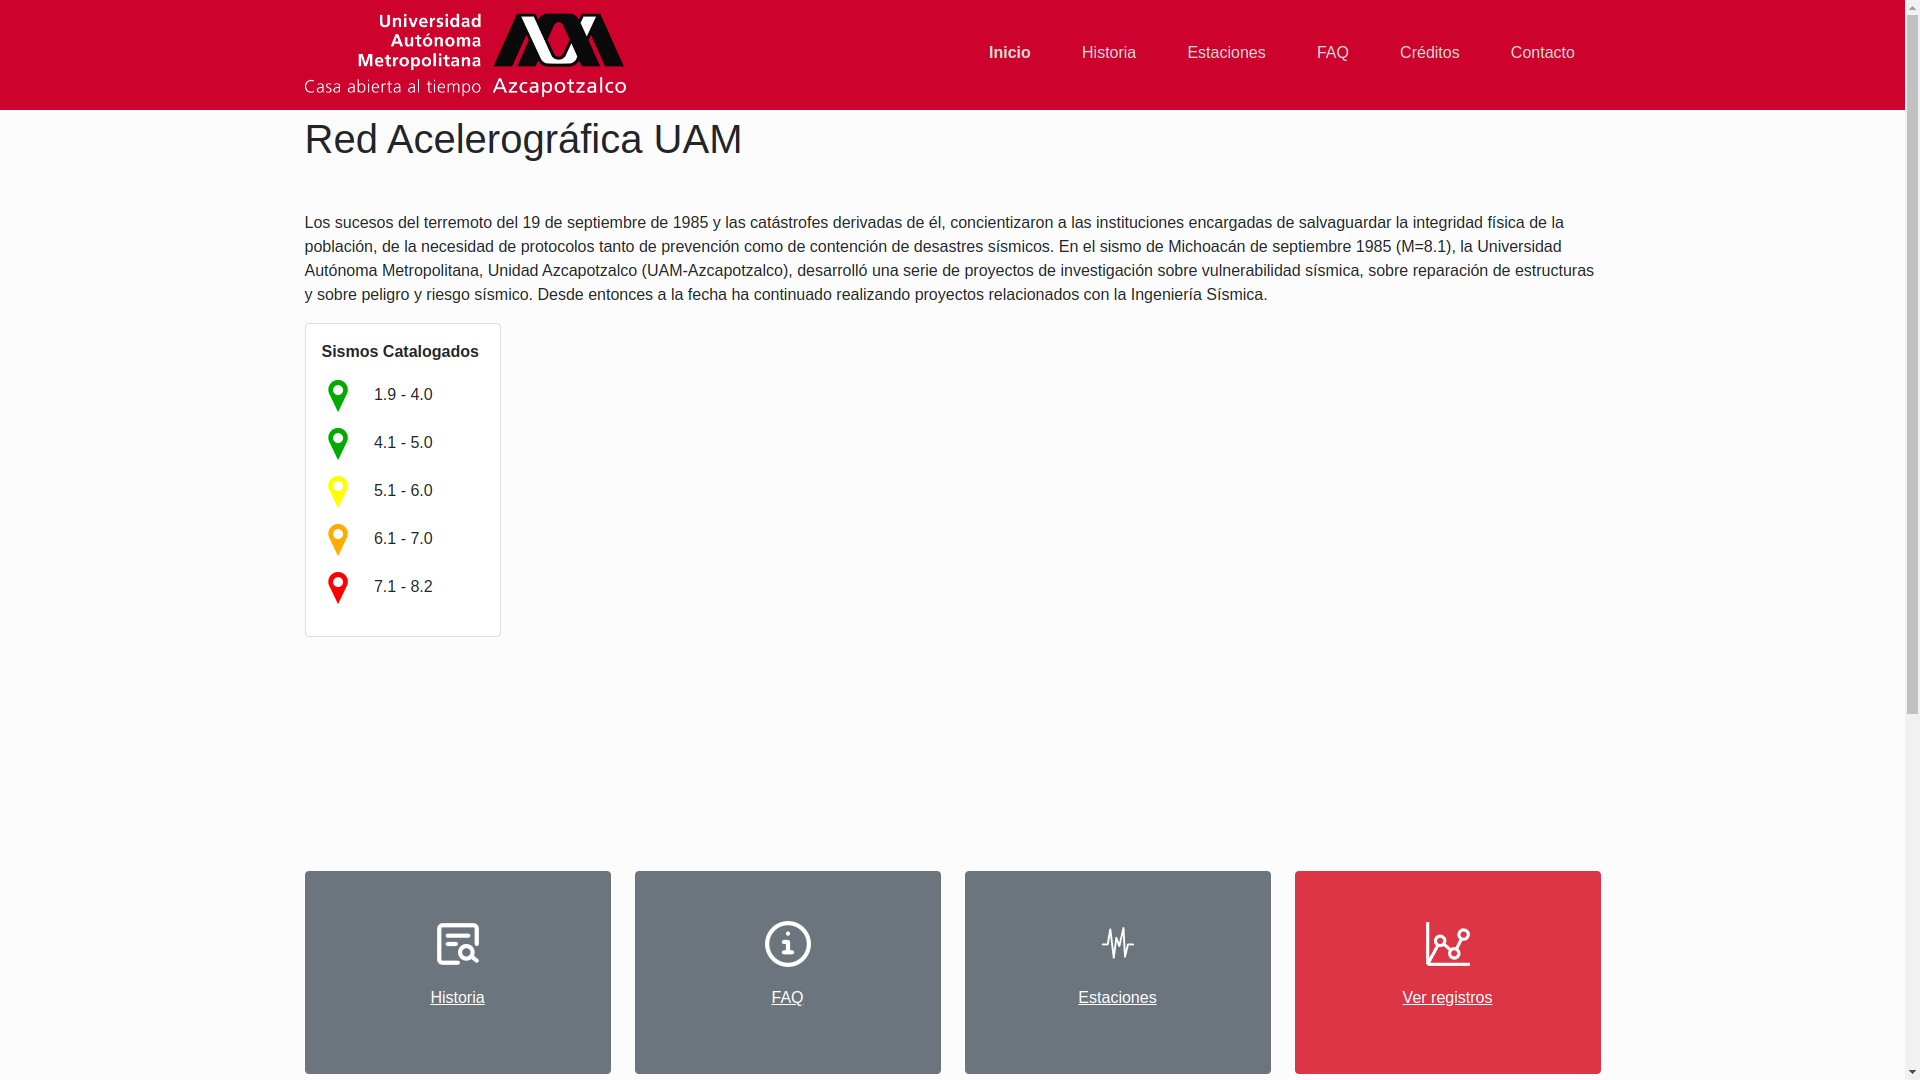 Universidad
Autónoma
Metropolitana
Casa abierta al tiempo Azcapotzalco
Inicio Historia Estaciones FAQ Créditos Contacto
Red Acelerográfica UAM
Los sucesos del terremoto del 19 de septiembre de 1985 y las catástrofes derivadas de él, concientizaron a las instituciones encargadas de salvaguardar la integridad física de la
población, de la necesidad de protocolos tanto de prevención como de contención de desastres sísmicos. En el sismo de Michoacán de septiembre 1985 (M=8.1), la Universidad
Autónoma Metropolitana, Unidad Azcapotzalco (UAM-Azcapotzalco), desarrolló una serie de proyectos de investigación sobre vulnerabilidad sísmica, sobre reparación de estructuras
y sobre peligro y riesgo sísmico. Desde entonces a la fecha ha continuado realizando proyectos relacionados con la Ingeniería Sísmica.
Sismos Catalogados
1.9 - 4.0
4.1 - 5.0
5.1 - 6.0
6.1 - 7.0
7.1 - 8.2
Historia
FAQ
Estaciones
Ver registros